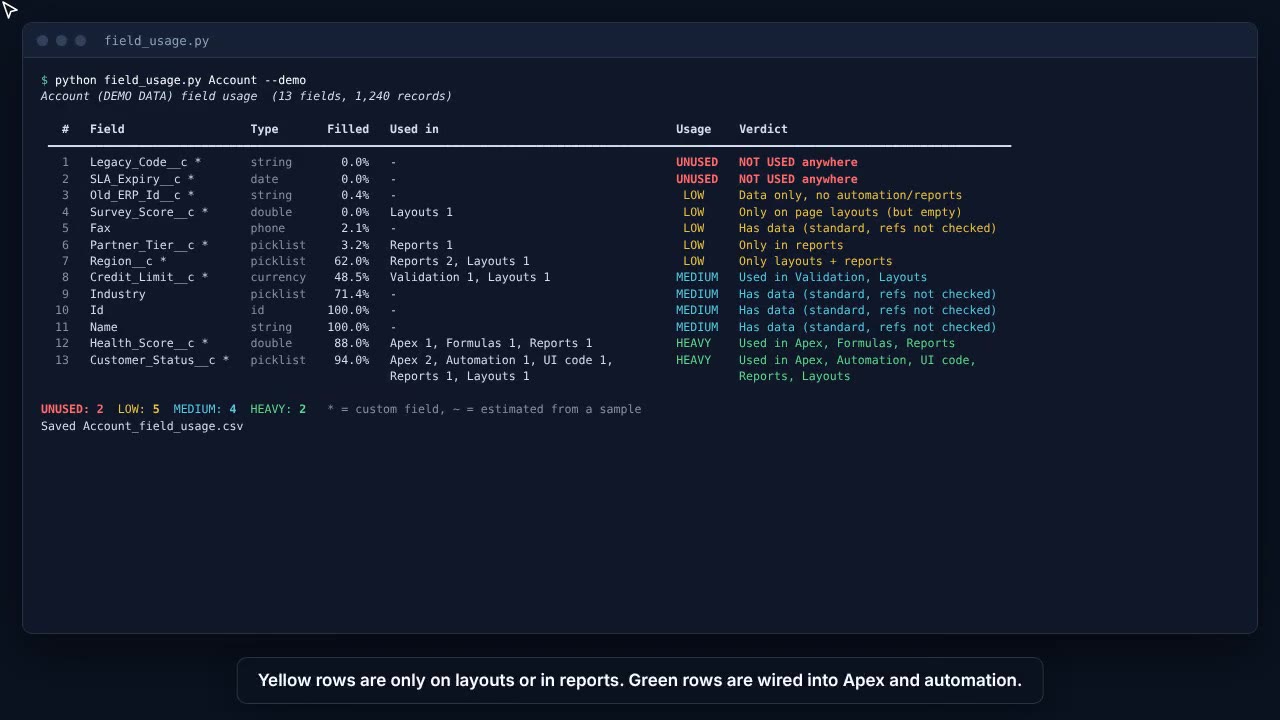 field_usage.py
$ python field_usage.py Account --demo
Account (DEMO DATA) field usage  (13 fields, 1,240 records)
#  Field  Type  Filled  Used in  Usage  Verdict
1  Legacy_Code__c *  string  0.0%  -  UNUSED  NOT USED anywhere
2  SLA_Expiry__c *  date  0.0%  -  UNUSED  NOT USED anywhere
3  Old_ERP_Id__c *  string  0.4%  -  LOW  Data only, no automation/reports
4  Survey_Score__c *  double  0.0%  Layouts 1  LOW  Only on page layouts (but empty)
5  Fax  phone  2.1%  -  LOW  Has data (standard, refs not checked)
6  Partner_Tier__c *  picklist  3.2%  Reports 1  LOW  Only in reports
7  Region__c *  picklist  62.0%  Reports 2, Layouts 1  LOW  Only layouts + reports
8  Credit_Limit__c *  currency  48.5%  Validation 1, Layouts 1  MEDIUM  Used in Validation, Layouts
9  Industry  picklist  71.4%  -  MEDIUM  Has data (standard, refs not checked)
10  Id  id  100.0%  -  MEDIUM  Has data (standard, refs not checked)
11  Name  string  100.0%  -  MEDIUM  Has data (standard, refs not checked)
12  Health_Score__c *  double  88.0%  Apex 1, Formulas 1, Reports 1  HEAVY  Used in Apex, Formulas, Reports
13  Customer_Status__c *  picklist  94.0%  Apex 2, Automation 1, UI code 1,  HEAVY  Used in Apex, Automation, UI code,
Reports 1, Layouts 1  Reports, Layouts
UNUSED: 2  LOW: 5  MEDIUM: 4  HEAVY: 2  * = custom field, ~ = estimated from a sample
Saved Account_field_usage.csv
Yellow rows are only on layouts or in reports. Green rows are wired into Apex and automation.